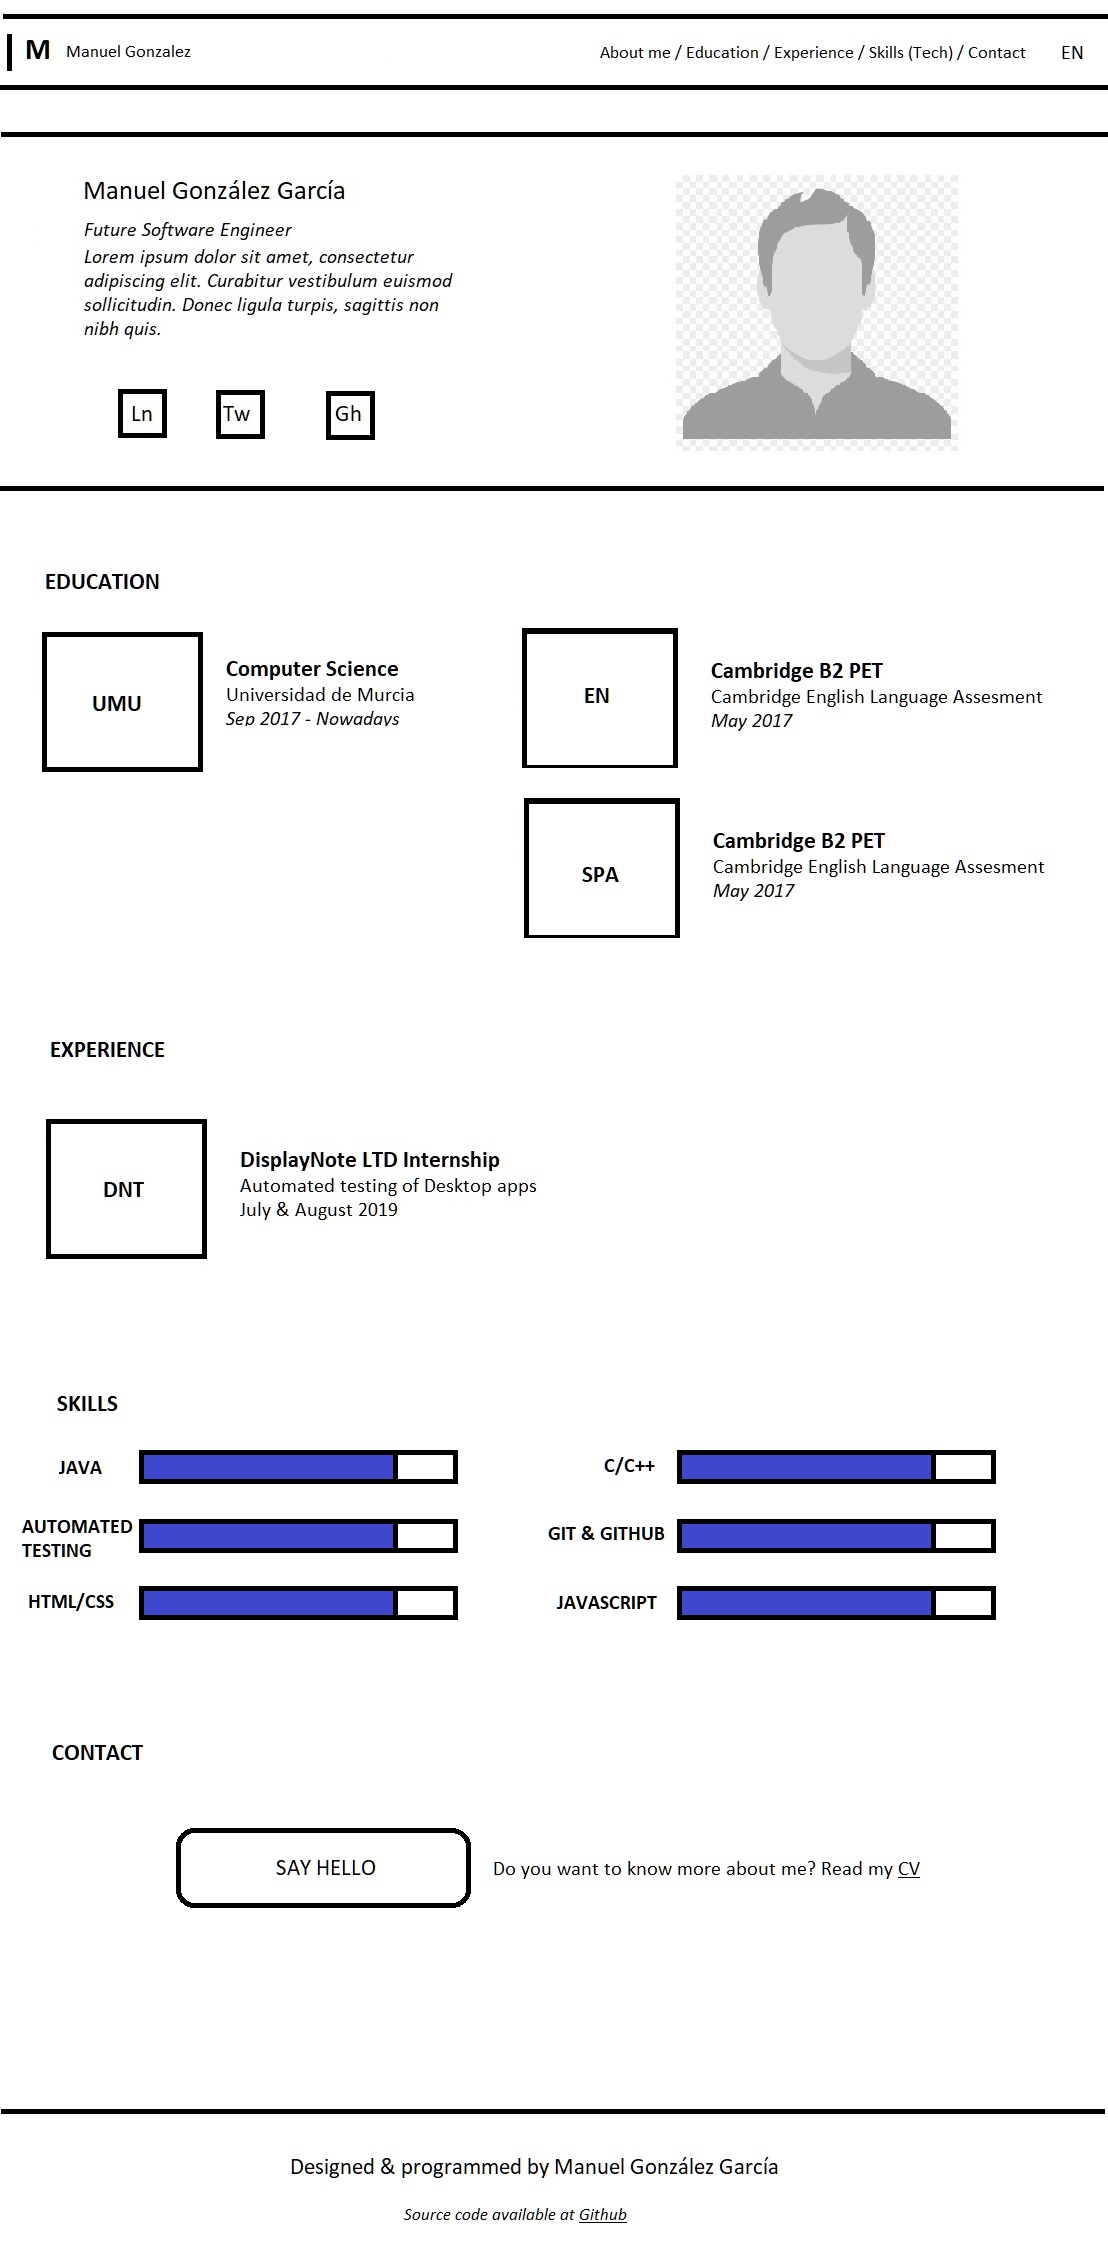 M Manuel Gonzalez
About me / Education / Experience / Skills (Tech) / Contact
EN
Manuel González García
Future Software Engineer
Lorem ipsum dolor sit amet, consectetur
adipiscing elit. Curabitur vestibulum euismod
sollicitudin. Donec ligula turpis, sagittis non
nibh quis.
Ln
Tw
Gh
EDUCATION
UMU
Computer Science
Universidad de Murcia
Sep 2017 - Nowadays
EN
Cambridge B2 PET
Cambridge English Language Assesment
May 2017
SPA
Cambridge B2 PET
Cambridge English Language Assesment
May 2017
EXPERIENCE
DNT
DisplayNote LTD Internship
Automated testing of Desktop apps
July & August 2019
SKILLS
JAVA
C/C++
AUTOMATED
TESTING
GIT & GITHUB
HTML/CSS
JAVASCRIPT
CONTACT
SAY HELLO
Do you want to know more about me? Read my CV
Designed & programmed by Manuel González García
Source code available at Github